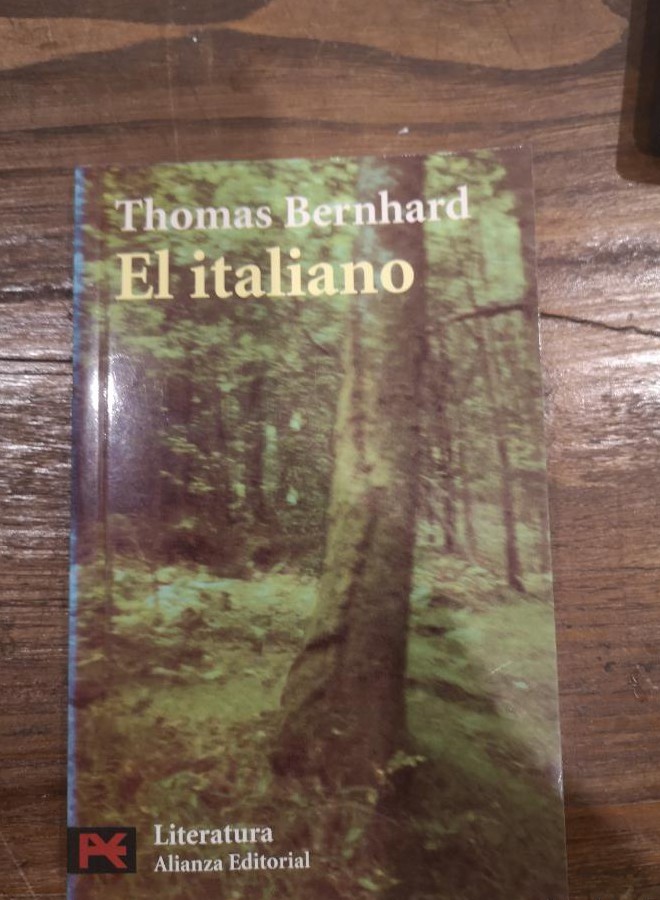 Thomas Bernhard
El italiano
Literatura
Alianza Editorial